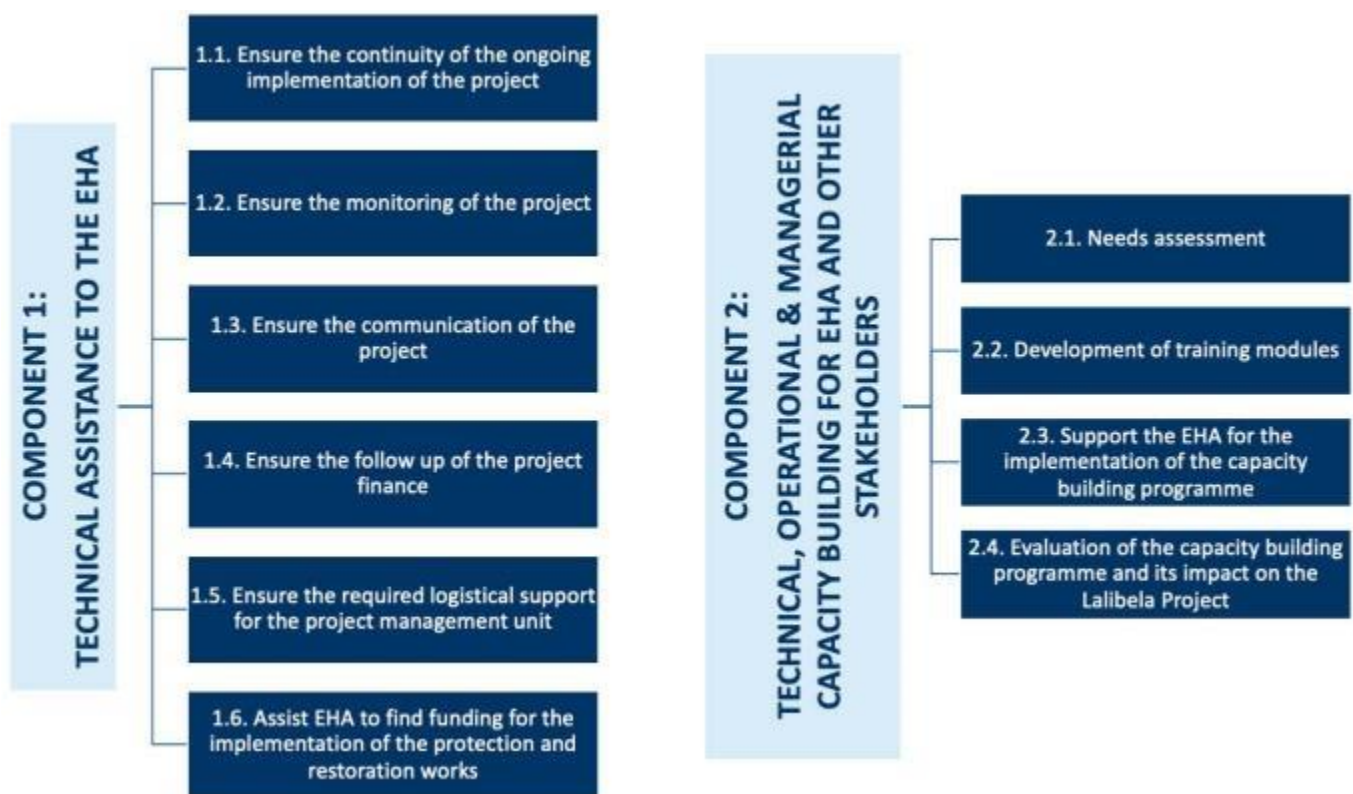 COMPONENT 1:
TECHNICAL ASSISTANCE TO THE EHA
1.1. Ensure the continuity of the ongoing
implementation of the project
1.2. Ensure the monitoring of the project
1.3. Ensure the communication of the
project
1.4. Ensure the follow up of the project
finance
1.5. Ensure the required logistical support
for the project management unit
1.6. Assist EHA to find funding for the
implementation of the protection and
restoration works
COMPONENT 2:
TECHNICAL, OPERATIONAL & MANAGERIAL
CAPACITY BUILDING FOR EHA AND OTHER
STAKEHOLDERS
2.1. Needs assessment
2.2. Development of training modules
2.3. Support the EHA for the
implementation of the capacity
building programme
2.4. Evaluation of the capacity building
programme and its impact on the
Lalibela Project